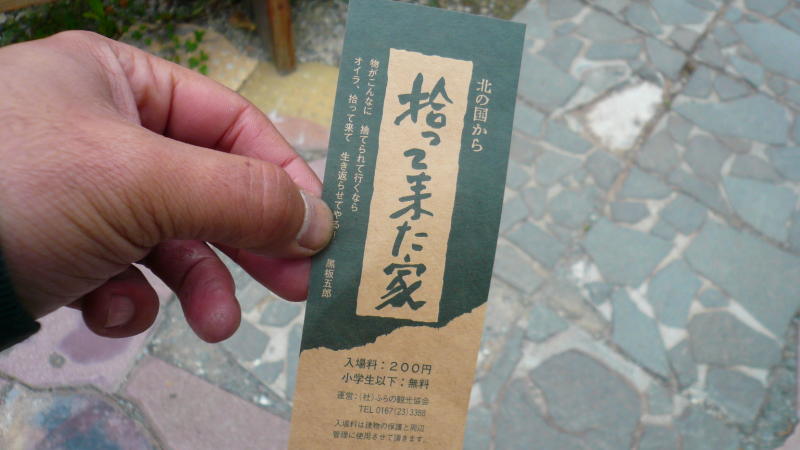 北の国から
拾って来た家
物がこんなに　捨てられて行くなら
オイラ、拾って来て　生き返らせてやる!
黒板五郎
入場料：２００円
小学生以下：無料
運営：（社）ふらの観光協会
TEL 0167(23)3388
入場料は建物の保護と周辺
管理に使用させて頂きます。